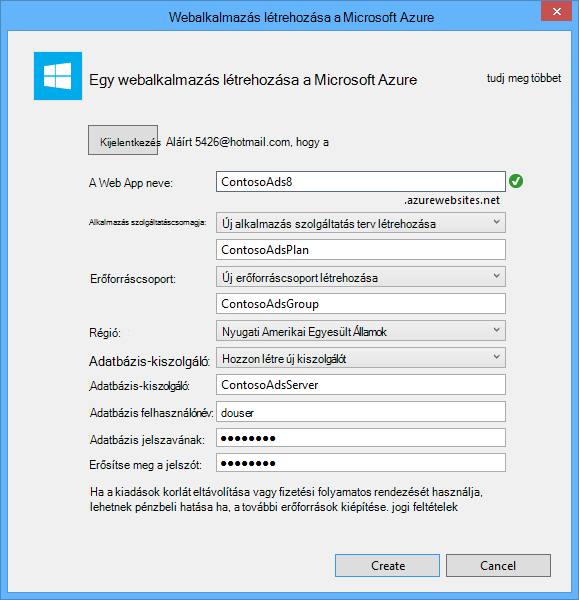 Webalkalmazás létrehozása a Microsoft Azure
Egy webalkalmazás létrehozása a Microsoft Azure
tudj meg többet
Kijelentkezés Aláírt 5426@hotmail.com, hogy a
A Web App neve: ContosoAds8
.azurewebsites.net
Alkalmazás szolgáltatáscsomagja: Új alkalmazás szolgáltatás terv létrehozása
ContosoAdsPlan
Erőforráscsoport: Új erőforráscsoport létrehozása
ContosoAdsGroup
Régió: Nyugati Amerikai Egyesült Államok
Adatbázis-kiszolgáló: Hozzon létre új kiszolgálót
Adatbázis-kiszolgáló: ContosoAdsServer
Adatbázis felhasználónév: douser
Adatbázis jelszavának: ●●●●●●●●
Erősítse meg a jelszót: ●●●●●●●●
Ha a kiadások korlát eltávolítása vagy fizetési folyamatos rendezését használja,
lehetnek pénzbeli hatása ha, a további erőforrások kiépítése. jogi feltételek
Create Cancel